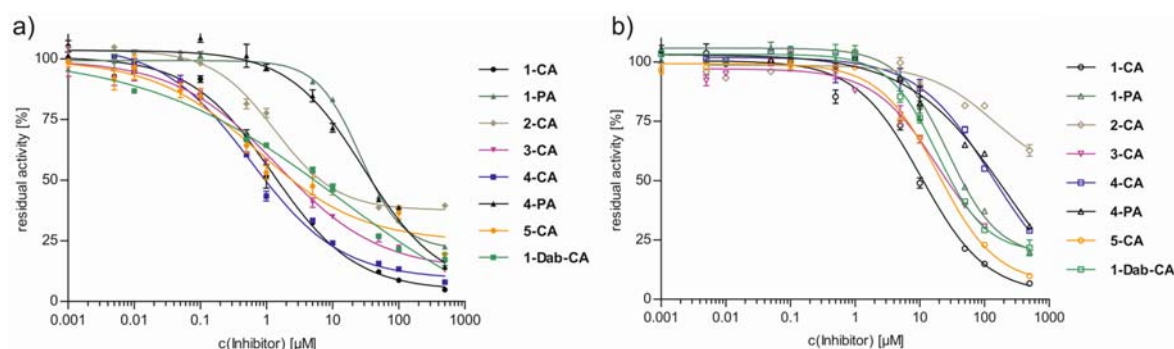 a)
residual activity [%]
100
75
50
25
0
0.001 0.01 0.1 1 10 100 1000
c(Inhibitor) [µM]
1-CA
1-PA
2-CA
3-CA
4-CA
4-PA
5-CA
1-Dab-CA
b)
residual activity [%]
100
75
50
25
0
0.001 0.01 0.1 1 10 100 1000
c(Inhibitor) [µM]
1-CA
1-PA
2-CA
3-CA
4-CA
4-PA
5-CA
1-Dab-CA